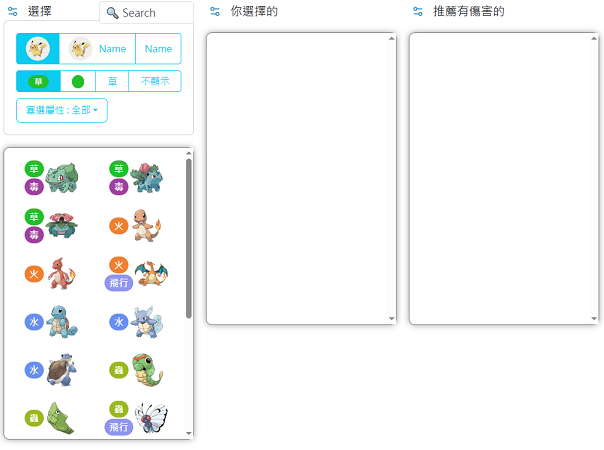 選擇
Search
你選擇的
推薦有傷害的
Name
Name
草
草
不顯示
塞選屬性 : 全部
草
毒
草
毒
草
毒
火
火
火
飛行
水
水
水
蟲
蟲
蟲
飛行